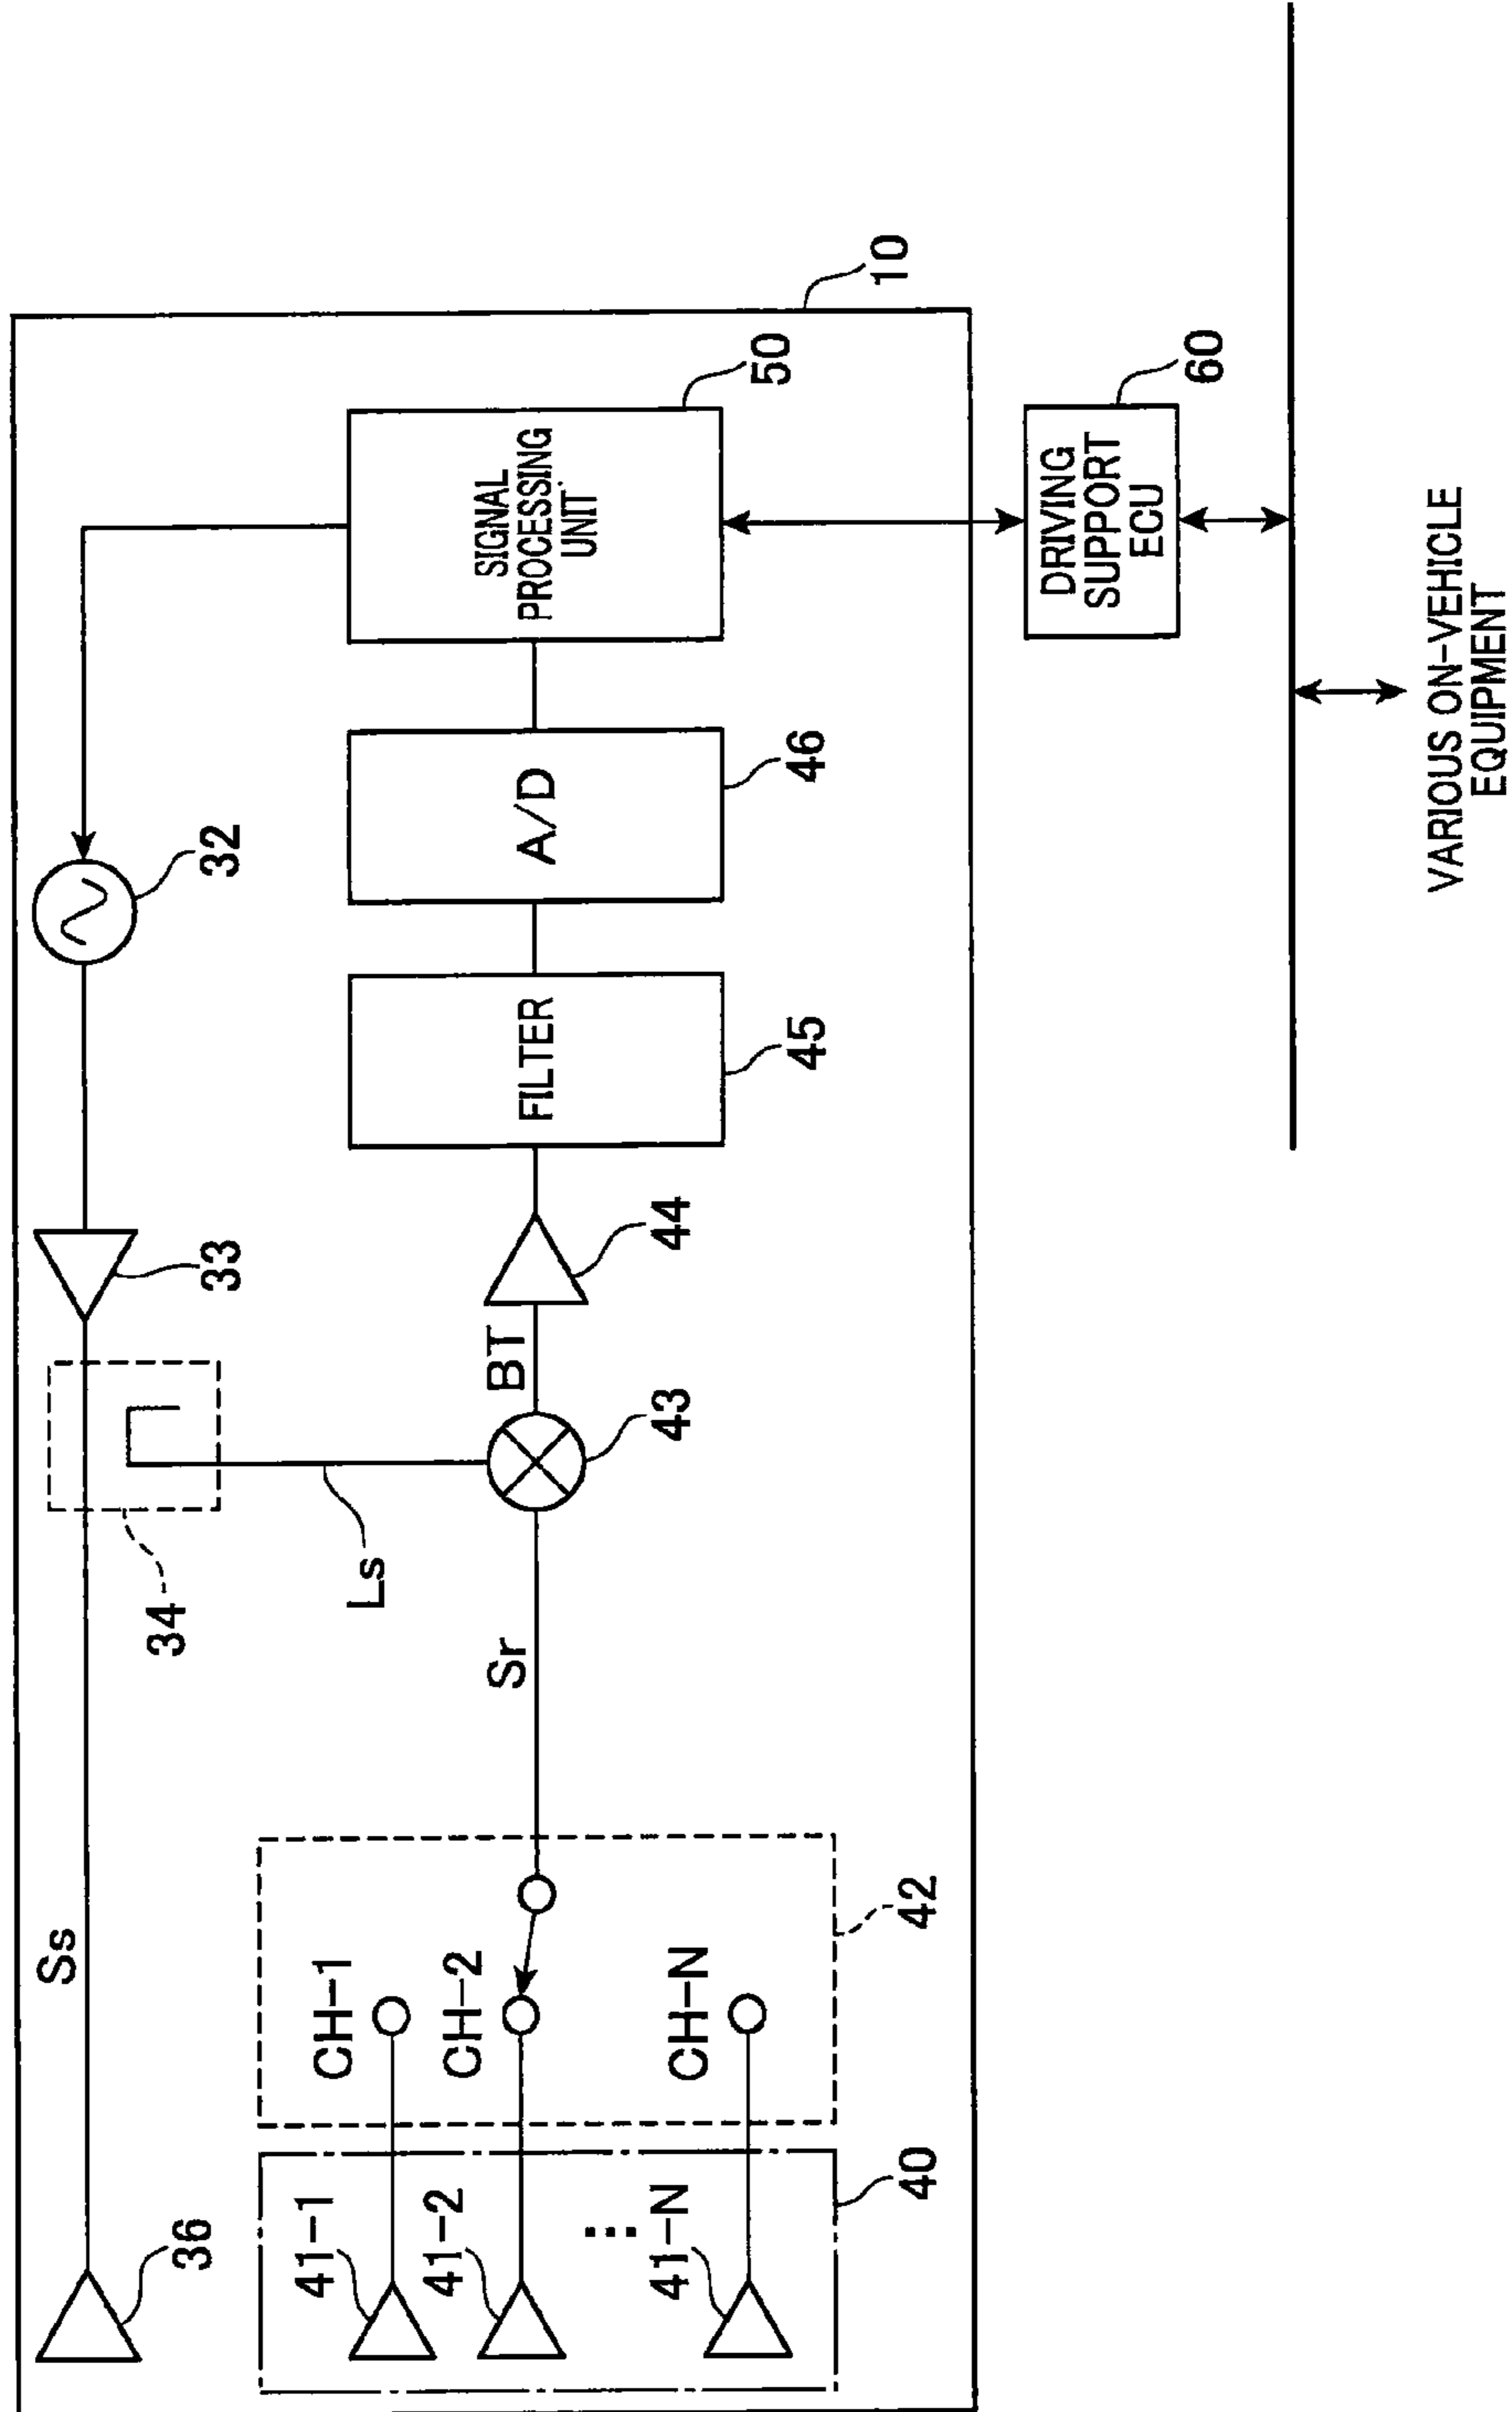 Ss
36
34
33
32
10
41-1
41-2
⋮
41-N
40
CH-1
CH-2
CH-N
42
Sr
Ls
43
BT
44
FILTER
45
A/D
46
SIGNAL
PROCESSING
UNIT
50
DRIVING
SUPPORT
ECU
60
VARIOUS ON-VEHICLE
EQUIPMENT